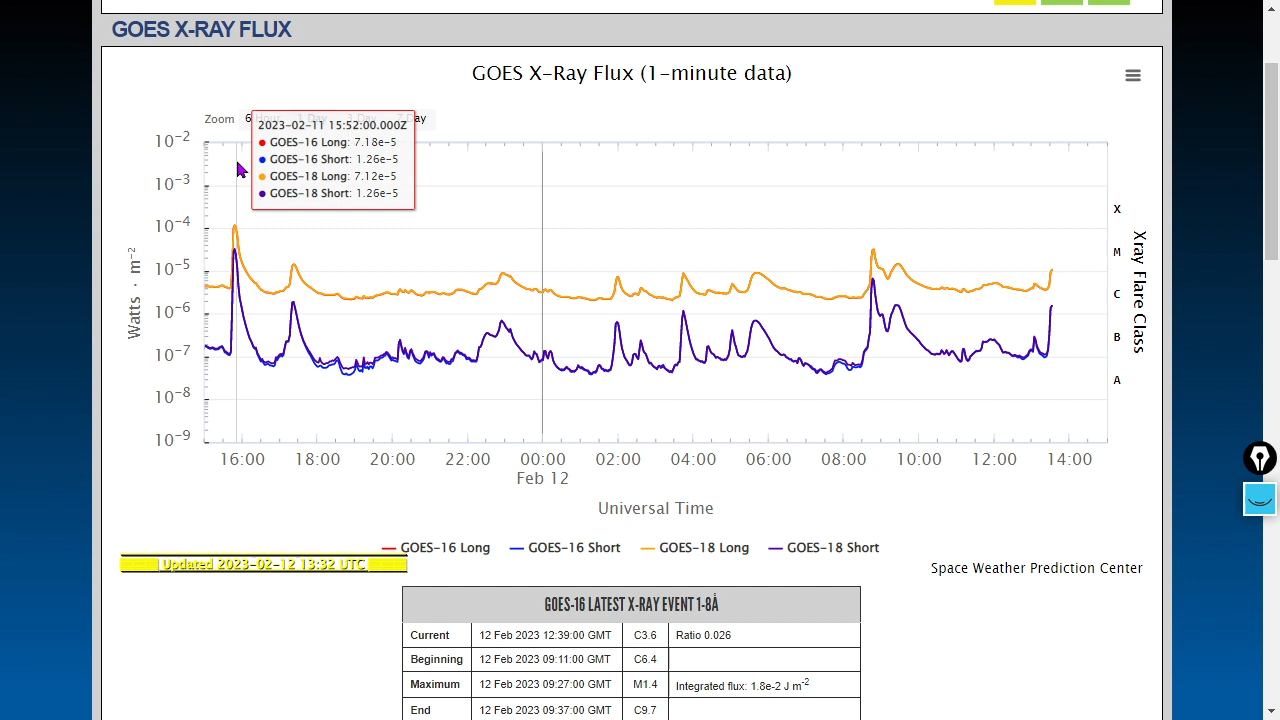 GOES X-RAY FLUX
GOES X-Ray Flux (1-minute data)
Zoom 6 Hour 1 Day 3 Day 7 Day
2023-02-11 15:52:00.000Z
GOES-16 Long: 7.18e-5
GOES-16 Short: 1.26e-5
GOES-18 Long: 7.12e-5
GOES-18 Short: 1.26e-5
10-2
10-3
10-4
10-5
10-6
10-7
10-8
10-9
Watts · m-2
X
M
C
B
A
Xray Flare Class
16:00 18:00 20:00 22:00 00:00 02:00 04:00 06:00 08:00 10:00 12:00 14:00
Feb 12
Universal Time
GOES-16 Long GOES-16 Short GOES-18 Long GOES-18 Short
Updated 2023-02-12 13:32 UTC
Space Weather Prediction Center
GOES-16 LATEST X-RAY EVENT 1-8Å
Current 12 Feb 2023 12:39:00 GMT C3.6 Ratio 0.026
Beginning 12 Feb 2023 09:11:00 GMT C6.4
Maximum 12 Feb 2023 09:27:00 GMT M1.4 Integrated flux: 1.8e-2 J m-2
End 12 Feb 2023 09:37:00 GMT C9.7